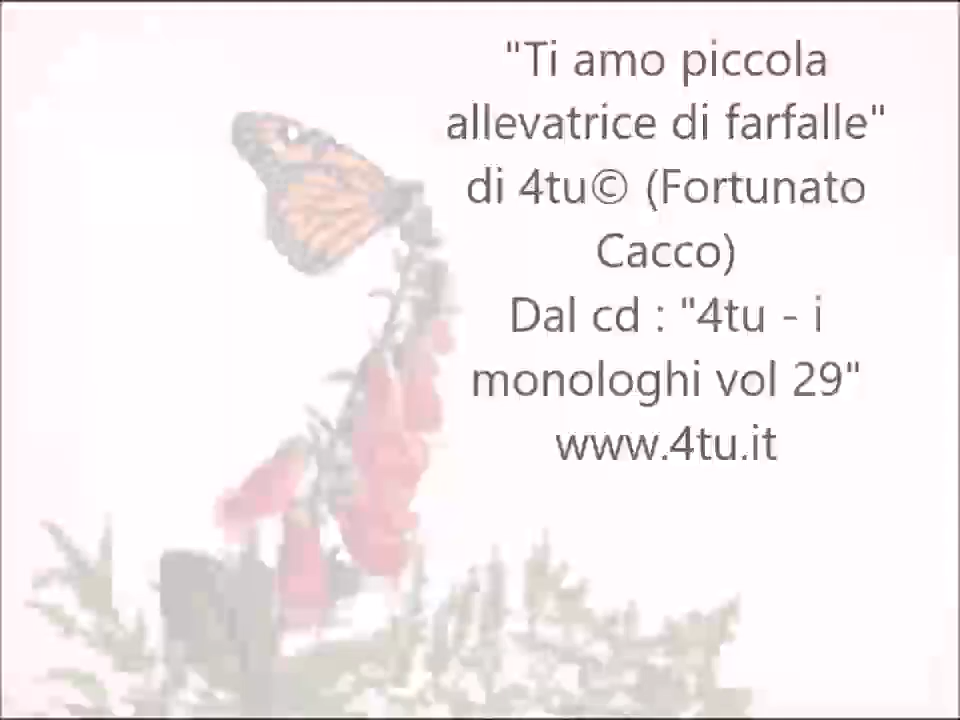 "Ti amo piccola
allevatrice di farfalle"
di 4tu© (Fortunato
Cacco)
Dal cd : "4tu - i
monologhi vol 29"
www.4tu.it